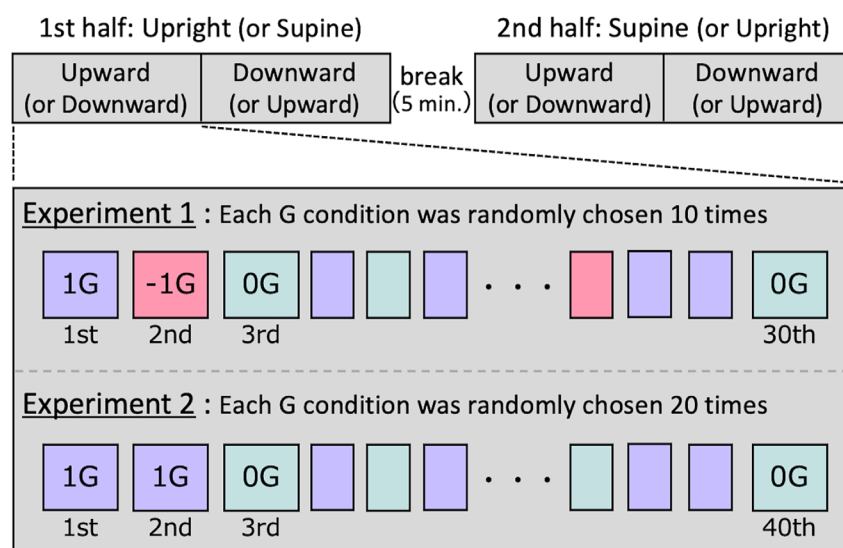 1st half: Upright (or Supine)
2nd half: Supine (or Upright)
Upward
(or Downward)
Downward
(or Upward)
break
(5 min.)
Upward
(or Downward)
Downward
(or Upward)
Experiment 1 : Each G condition was randomly chosen 10 times
1G -1G 0G · · · 0G
1st 2nd 3rd 30th
Experiment 2 : Each G condition was randomly chosen 20 times
1G 1G 0G · · · 0G
1st 2nd 3rd 40th